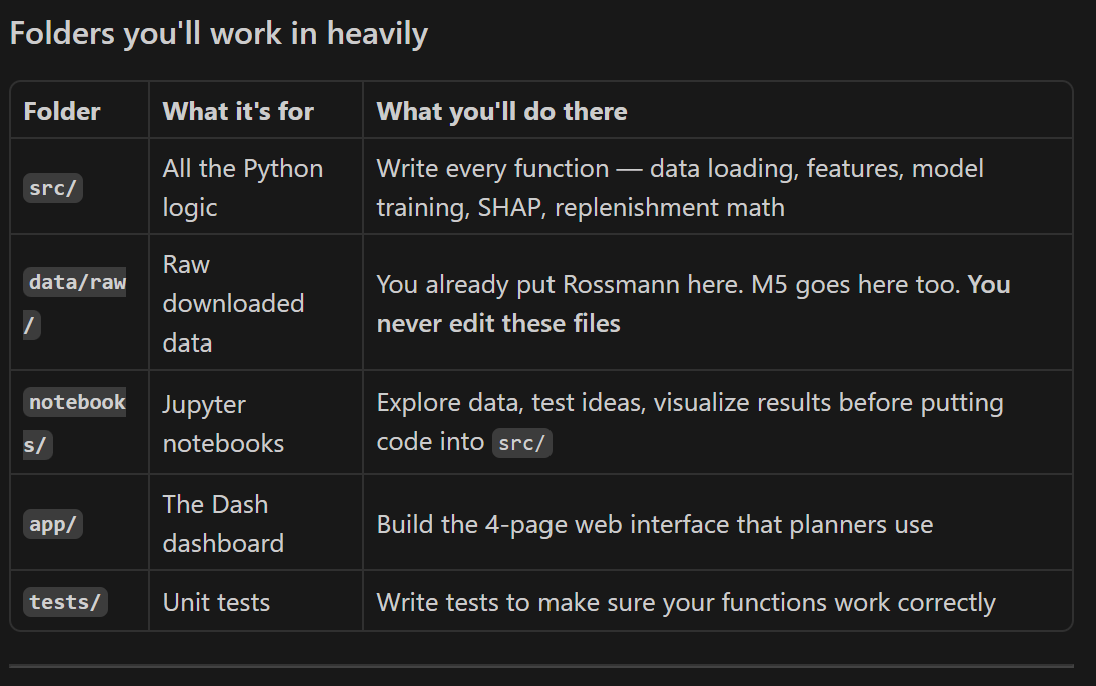 Folders you'll work in heavily
Folder What it's for What you'll do there
src/
All the Python
logic
Write every function — data loading, features, model
training, SHAP, replenishment math
data/raw
/
Raw
downloaded
data
You already put Rossmann here. M5 goes here too. You
never edit these files
notebook
s/
Jupyter
notebooks
Explore data, test ideas, visualize results before putting
code into src/
app/
The Dash
dashboard
Build the 4-page web interface that planners use
tests/
Unit tests
Write tests to make sure your functions work correctly